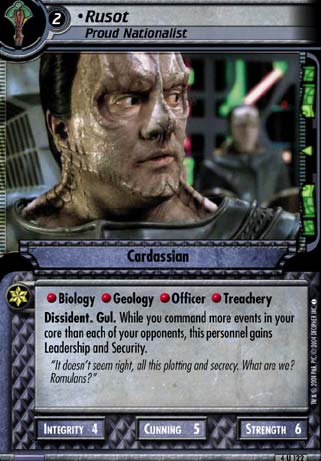 2
•Rusot
Proud Nationalist
Cardassian
Biology Geology Officer Treachery
Dissident. Gul. While you command more events in your
core than each of your opponents, this personnel gains
Leadership and Security.
"It doesn't seem right, all this plotting and secrecy. What are we?
Romulans?"
INTEGRITY 4 CUNNING 5 STRENGTH 6
4 U 122